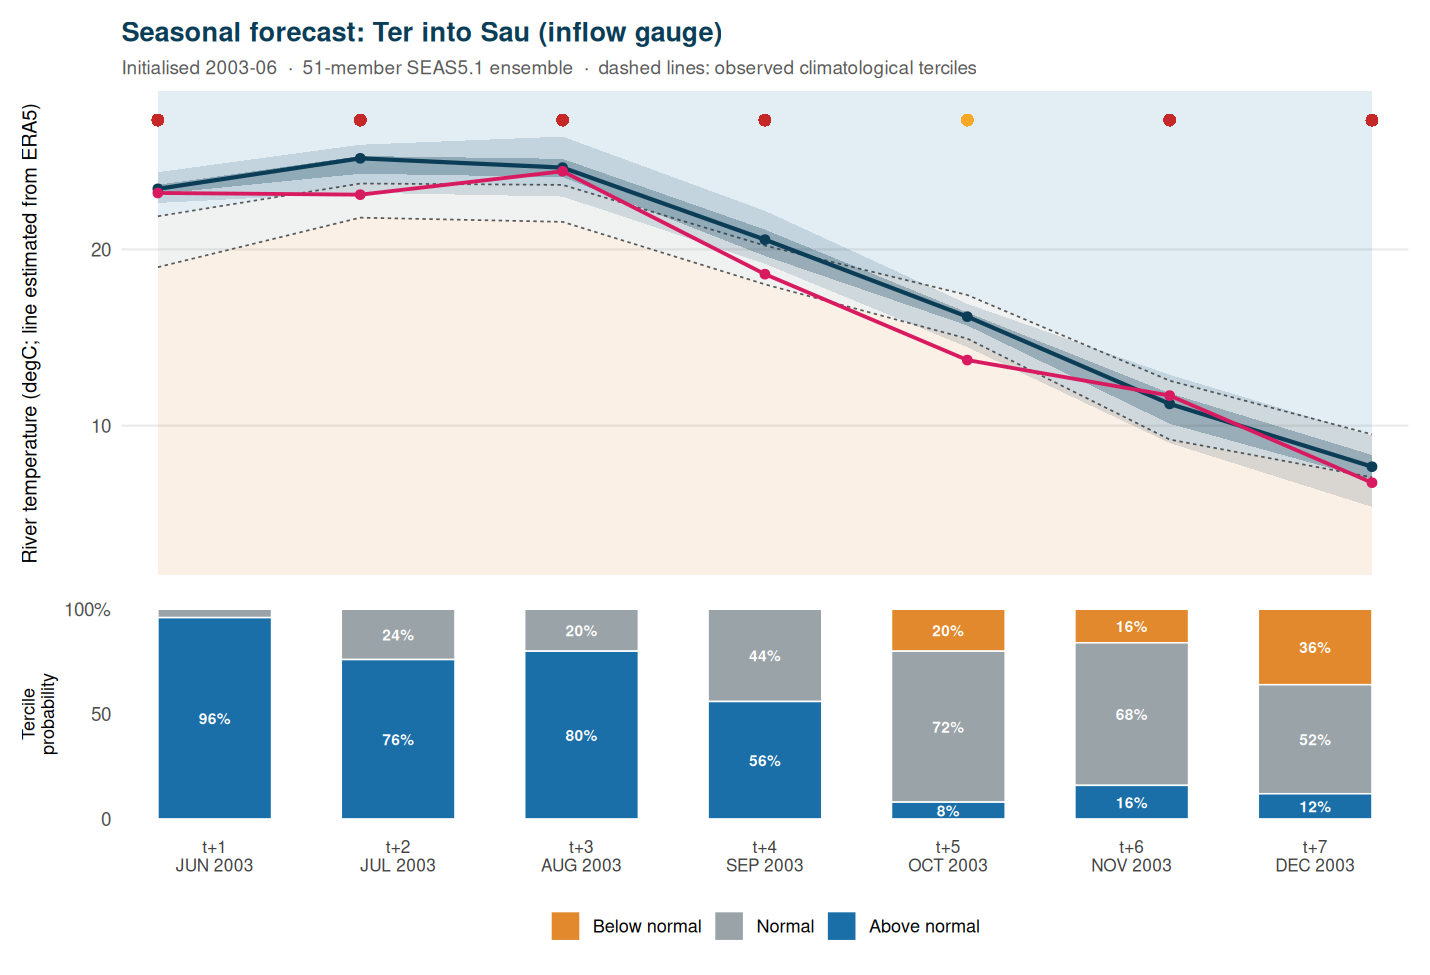 Seasonal forecast: Ter into Sau (inflow gauge)
Initialised 2003-06 · 51-member SEAS5.1 ensemble · dashed lines: observed climatological terciles
River temperature (degC; line estimated from ERA5)
20
10
Tercile
probability
100%
50
0
96%
24%
76%
20%
80%
44%
56%
20%
72%
8%
16%
68%
16%
36%
52%
12%
t+1
JUN 2003
t+2
JUL 2003
t+3
AUG 2003
t+4
SEP 2003
t+5
OCT 2003
t+6
NOV 2003
t+7
DEC 2003
Below normal
Normal
Above normal